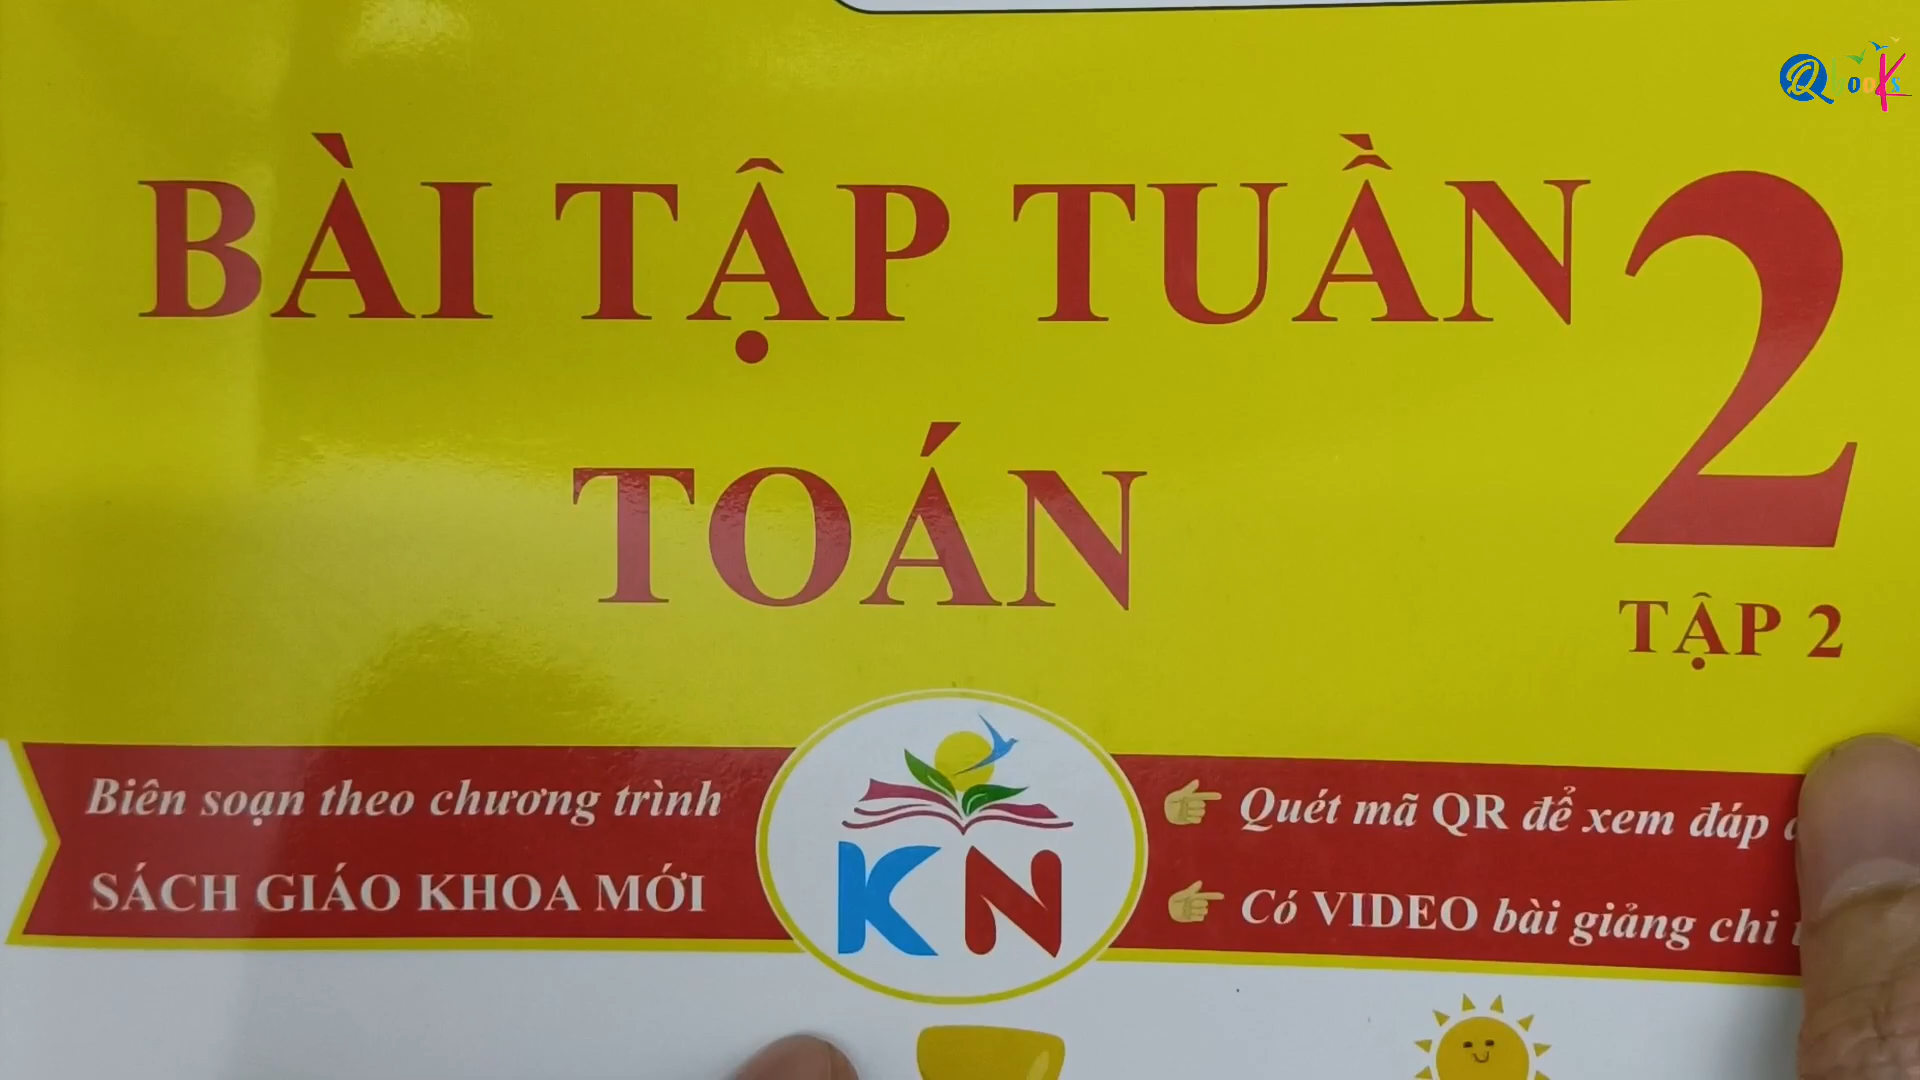 Qbooks
BÀI TẬP TUẦN 2
TOÁN
TẬP 2
Biên soạn theo chương trình
SÁCH GIÁO KHOA MỚI
KN
Quét mã QR để xem đáp
Có VIDEO bài giảng chi